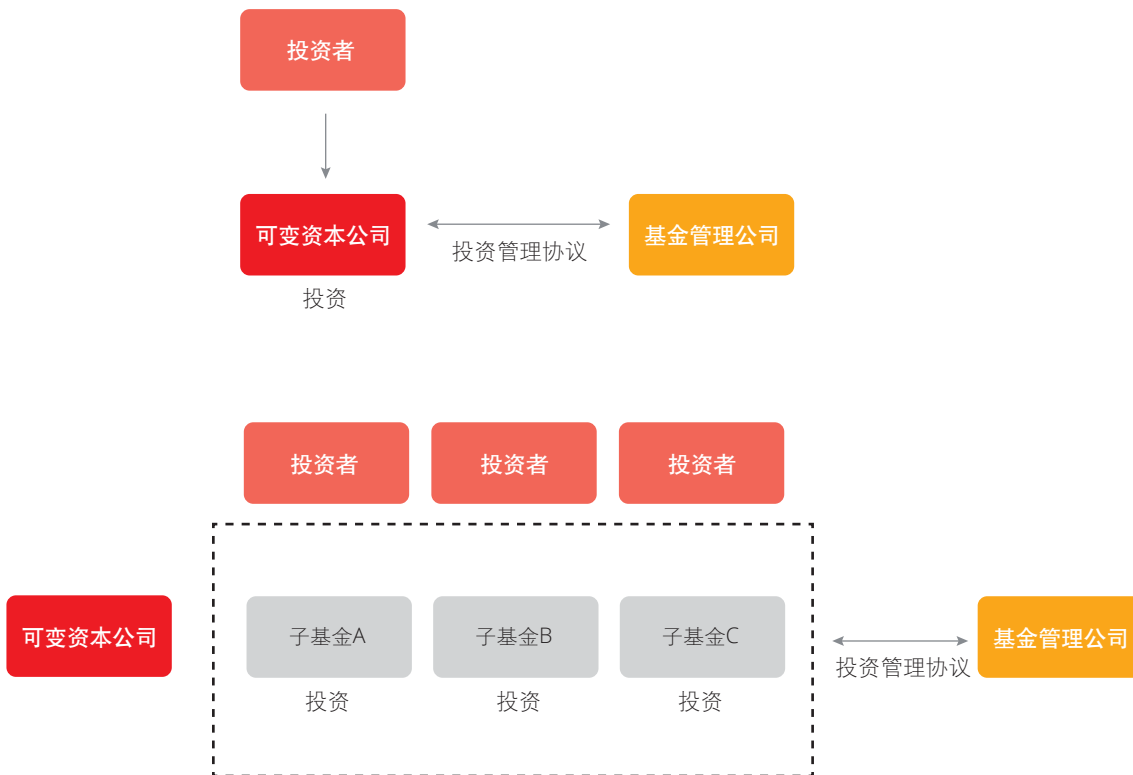 投资者
可变资本公司
投资管理协议
基金管理公司
投资
投资者
投资者
投资者
可变资本公司
子基金A
子基金B
子基金C
投资管理协议
基金管理公司
投资
投资
投资